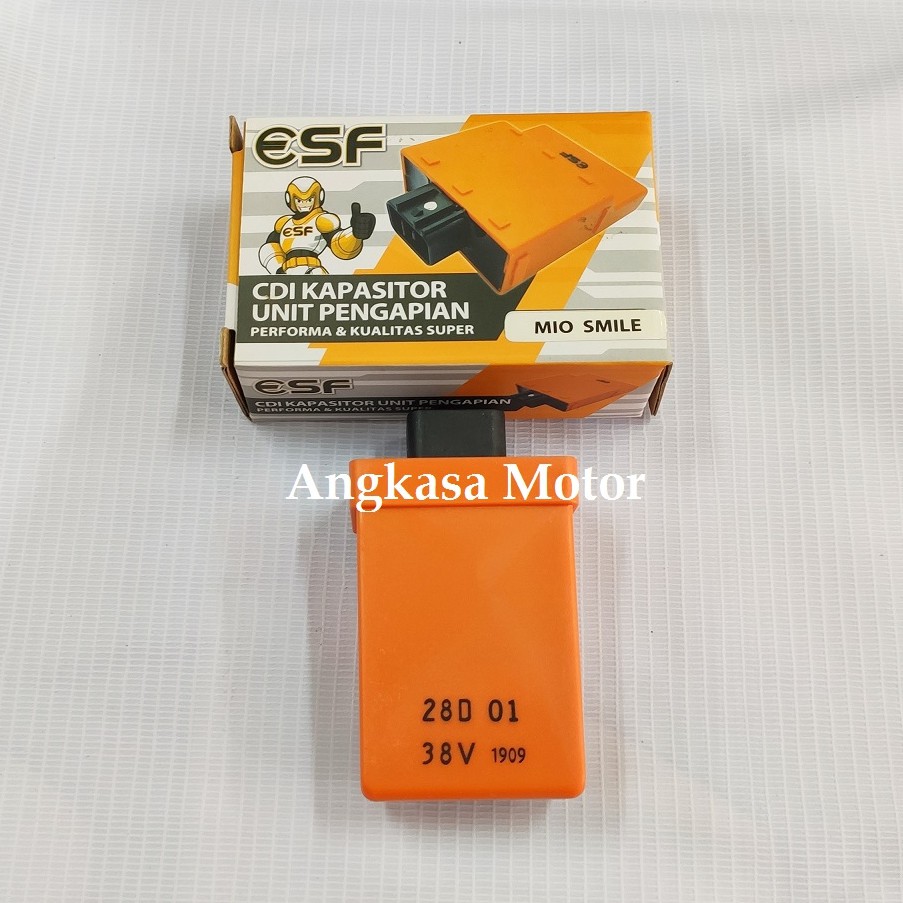 ESF
ESF
ESF
CDI KAPASITOR
UNIT PENGAPIAN
PERFORMA & KUALITAS SUPER
MIO SMILE
ESF
CDI KAPASITOR UNIT PENGAPIAN
PERFORMA & KUALITAS SUPER
Angkasa Motor
28D 01
38V 1909